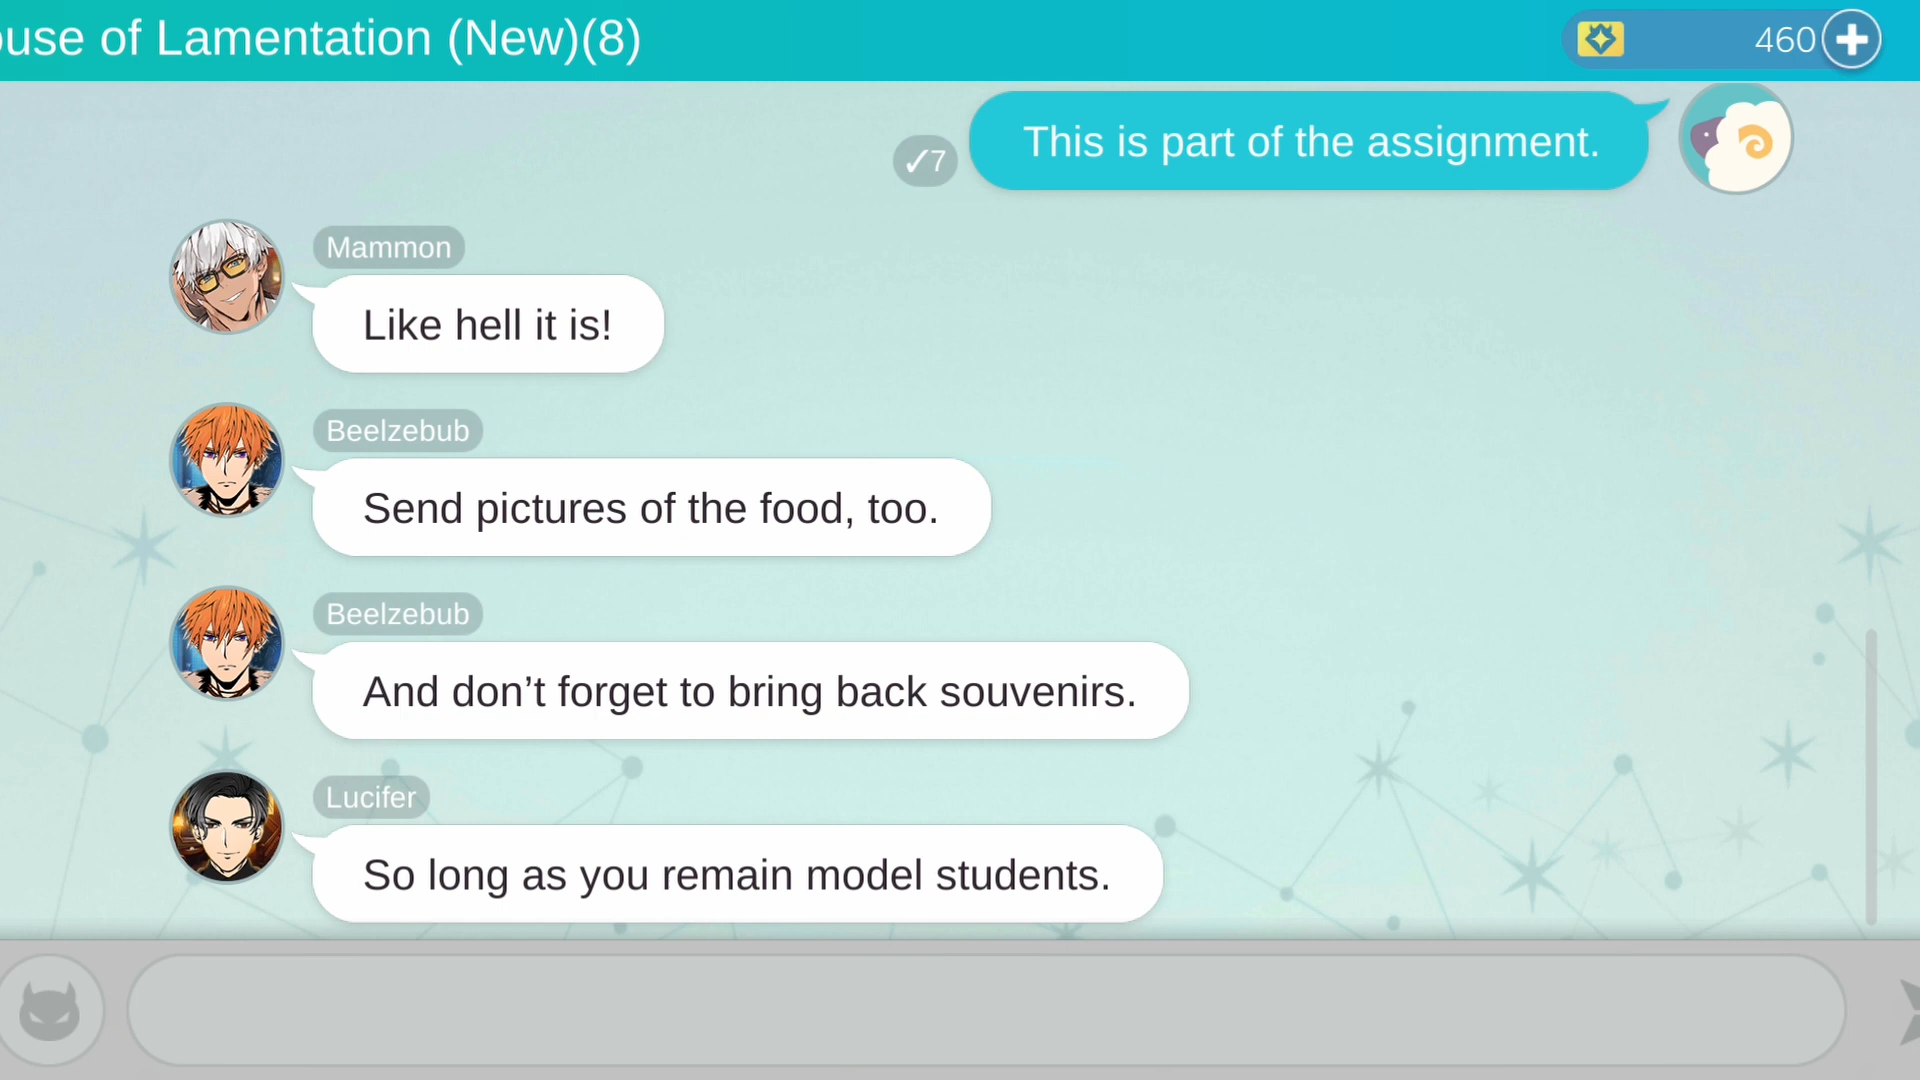 ouse of Lamentation (New)(8)
460
This is part of the assignment.
✓7
Mammon
Like hell it is!
Beelzebub
Send pictures of the food, too.
Beelzebub
And don’t forget to bring back souvenirs.
Lucifer
So long as you remain model students.